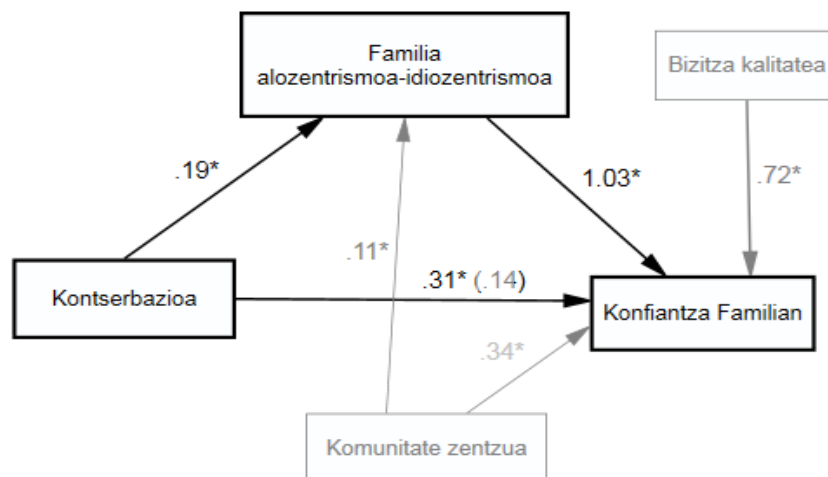 Familia
alozentrismoa-idiozentrismoa
Bizitza kalitatea
.19*
1.03*
.72*
.11*
Kontserbazioa
.31* (.14)
Konfiantza Familian
.34*
Komunitate zentzua